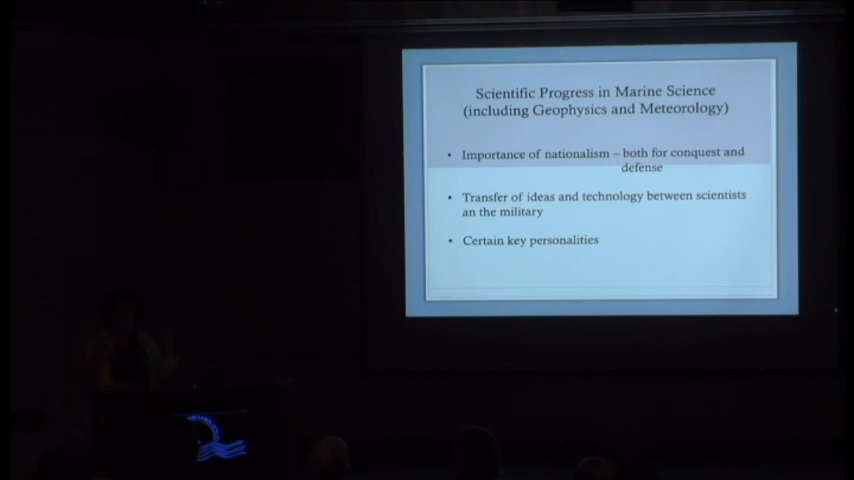 Scientific Progress in Marine Science
(including Geophysics and Meteorology)
• Importance of nationalism – both for conquest and
defense
• Transfer of ideas and technology between scientists
an the military
• Certain key personalities